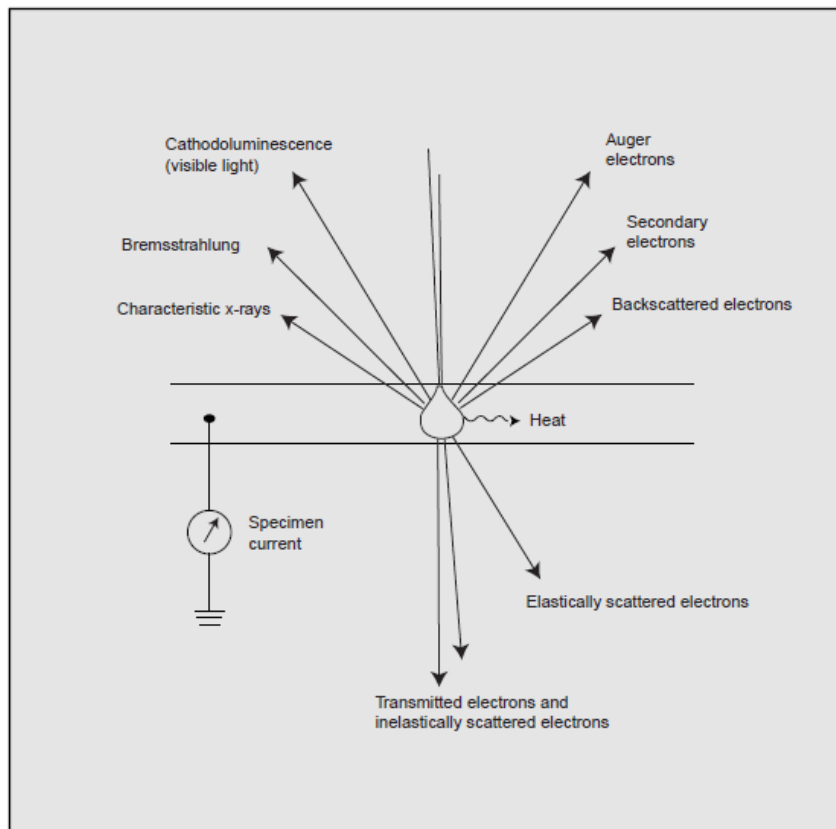 Cathodoluminescence
(visible light)
Auger
electrons
Bremsstrahlung
Secondary
electrons
Characteristic x-rays
Backscattered electrons
Heat
Specimen
current
Elastically scattered electrons
Transmitted electrons and
inelastically scattered electrons